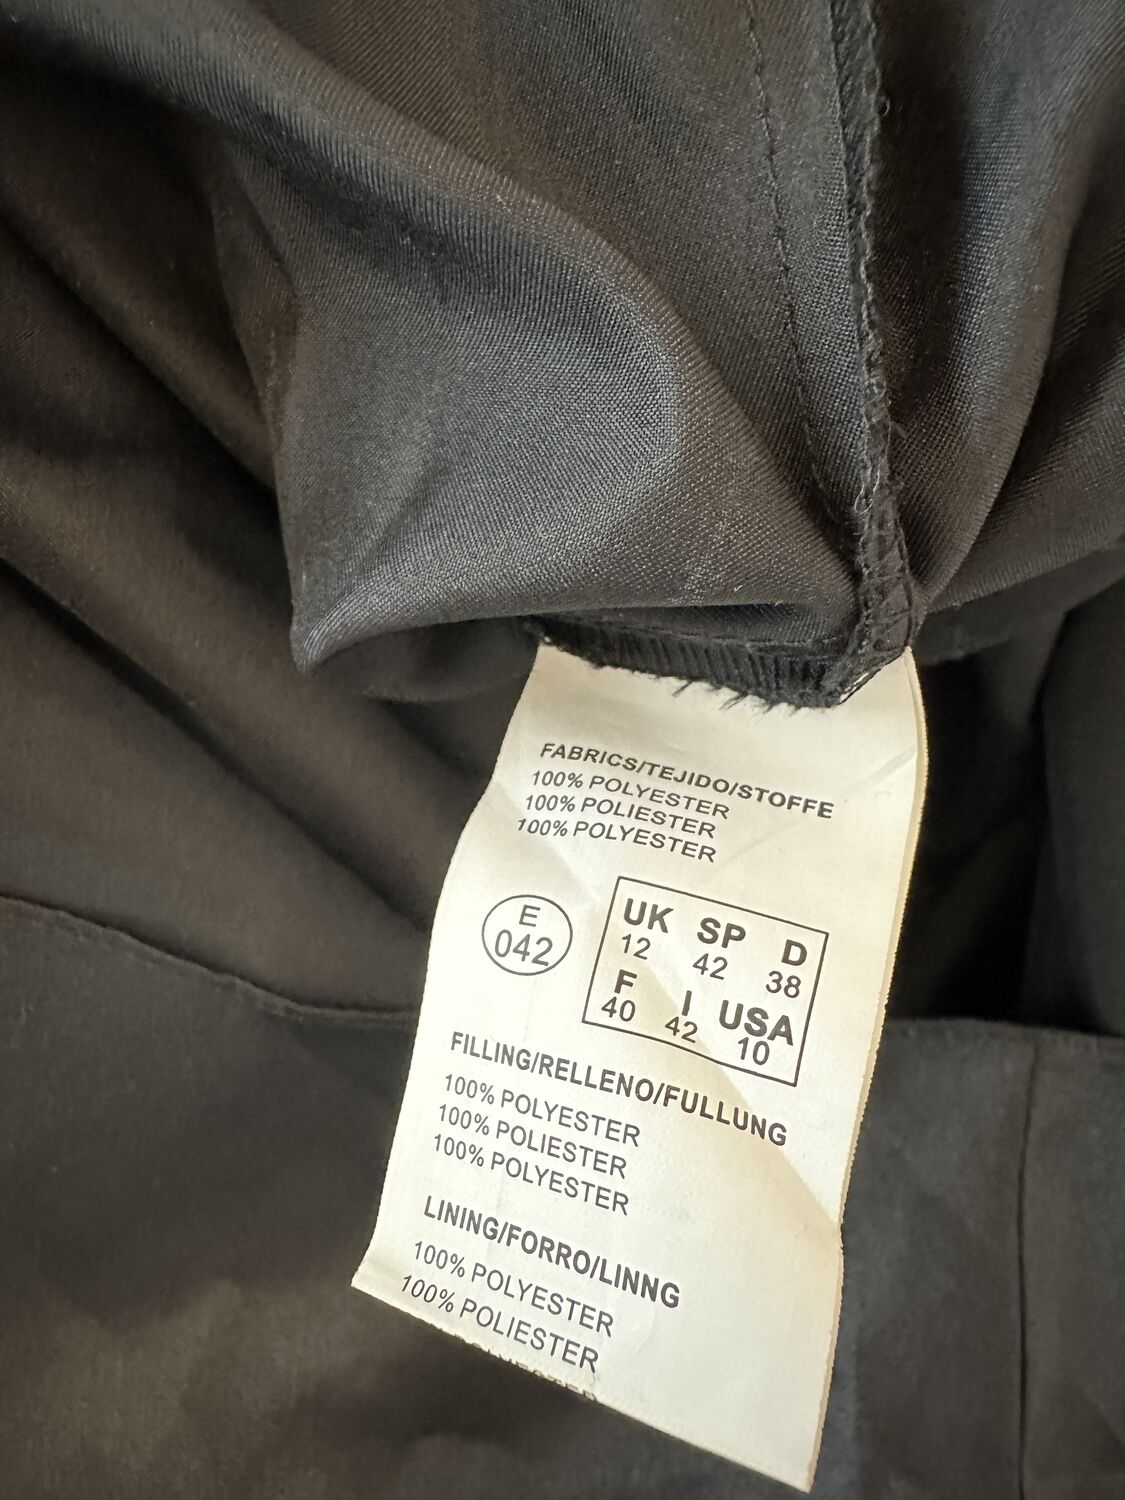 FABRICS/TEJIDO/STOFFE
100% POLYESTER
100% POLIESTER
100% POLYESTER
E
042
UK SP D
12 42 38
F I USA
40 42 10
FILLING/RELLENO/FULLUNG
100% POLYESTER
100% POLIESTER
100% POLYESTER
LINING/FORRO/LINNG
100% POLYESTER
100% POLIESTER